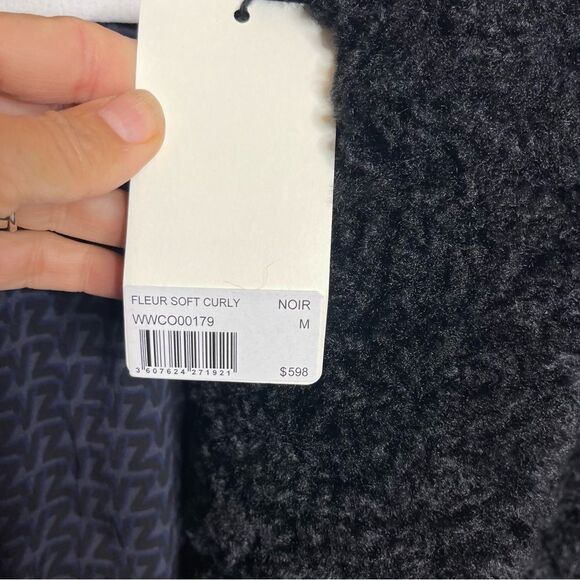 FLEUR SOFT CURLY NOIR
WWCO00179 M
3 607624 271921
$598